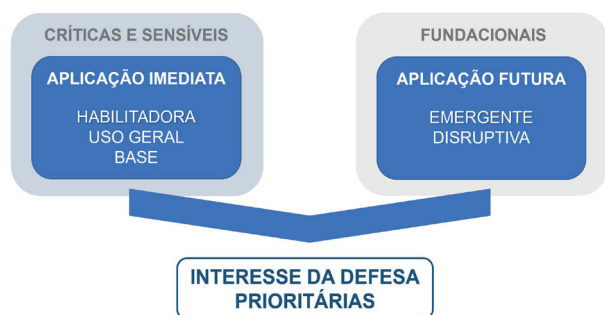 CRÍTICAS E SENSÍVEIS
APLICAÇÃO IMEDIATA
HABILITADORA
USO GERAL
BASE
FUNDACIONAIS
APLICAÇÃO FUTURA
EMERGENTE
DISRUPTIVA
INTERESSE DA DEFESA
PRIORITÁRIAS